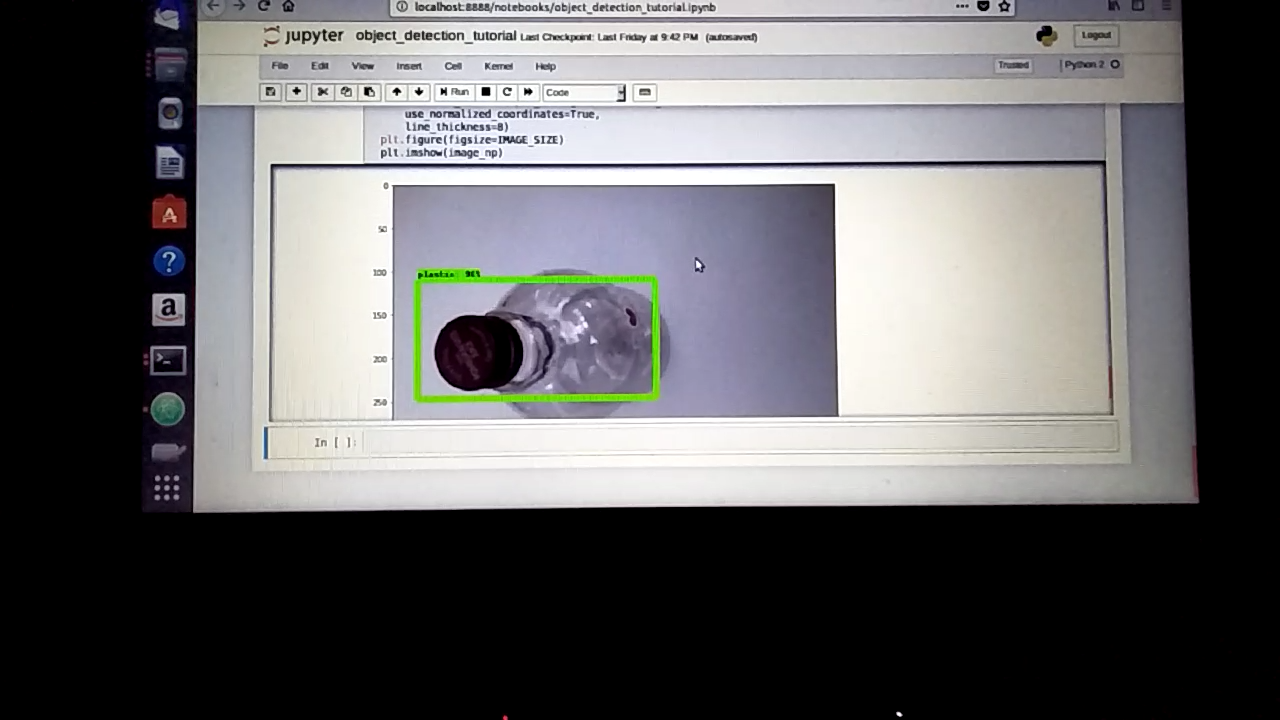 localhost:8888/notebooks/object_detection_tutorial.ipynb
jupyter object_detection_tutorial Last Checkpoint: Last Friday at 9:42 PM (autosaved)
Logout
File Edit View Insert Cell Kernel Help
Trusted
Python 2
Run
Code
use_normalized_coordinates=True,
line_thickness=8)
plt.figure(figsize=IMAGE_SIZE)
plt.imshow(image_np)
0
50
100
150
200
250
plastic: 96%
In [ ]: